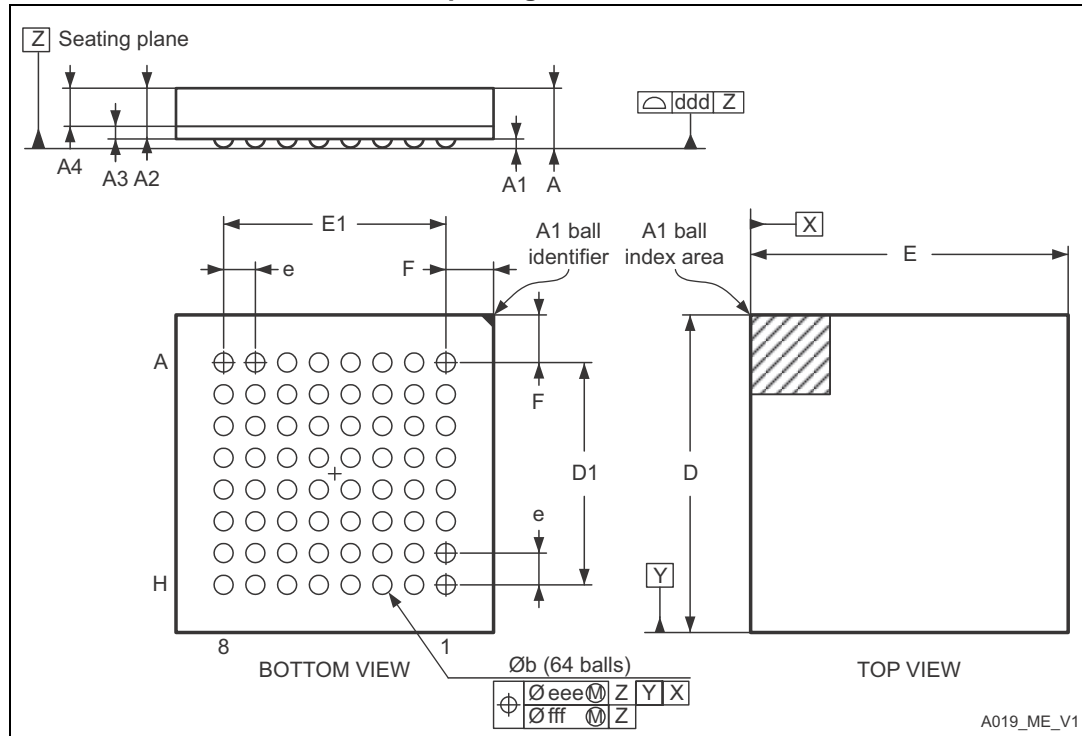 Z Seating plane
ddd Z
A4
A3 A2
A1
A
E1
A1 ball
identifier
A1 ball
index area
X
e
F
E
A
F
D1
D
e
H
Y
8
1
BOTTOM VIEW
Øb (64 balls)
TOP VIEW
Ø eee Ⓜ Z Y X
Ø fff Ⓜ Z
A019_ME_V1